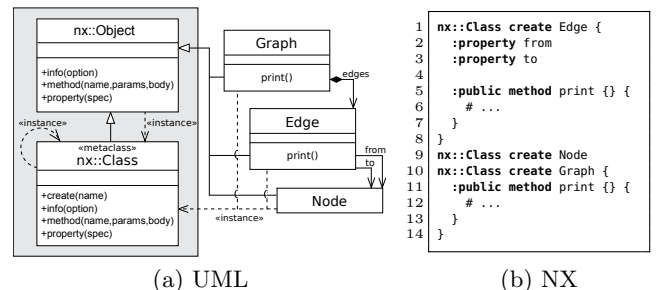 nx::Object
+info(option)
+method(name,params,body)
+property(spec)
«instance»
«instance»
«metaclass»
nx::Class
+create(name)
+info(option)
+method(name,params,body)
+property(spec)
Graph
print()
edges
Edge
print()
from
to
Node
«instance»
(a) UML
1 nx::Class create Edge {
2 :property from
3 :property to
4
5 :public method print {} {
6 # ...
7 }
8 }
9 nx::Class create Node
10 nx::Class create Graph {
11 :public method print {} {
12 # ...
13 }
14 }
(b) NX